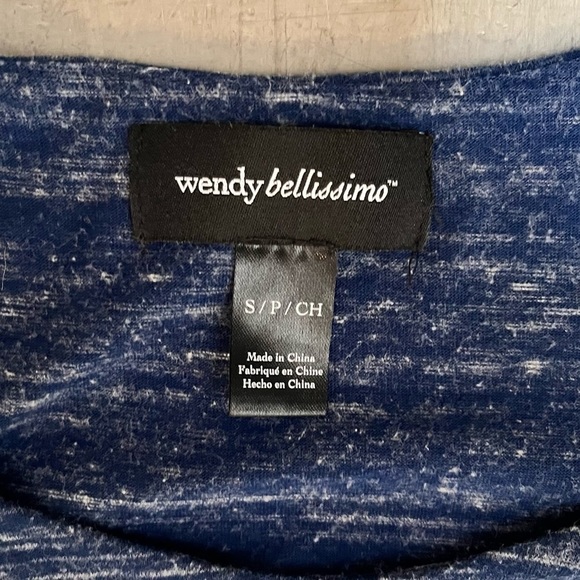 wendy bellissimo™
S/P/CH
Made in China
Fabriqué en Chine
Hecho en China